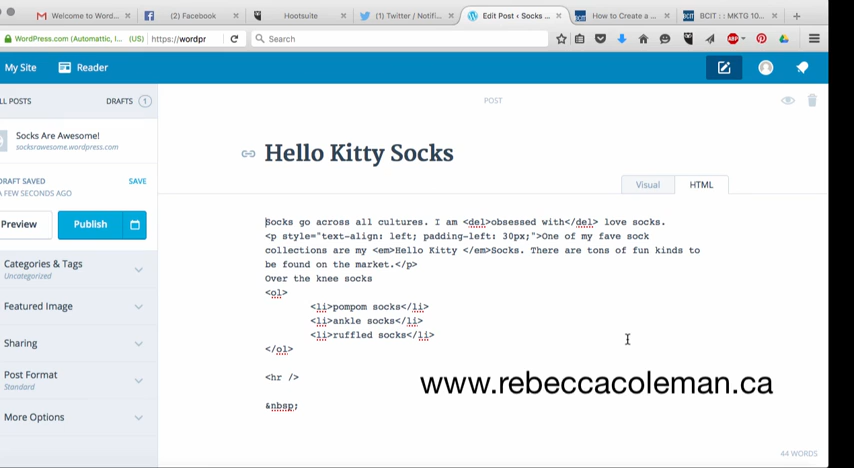 Welcome to Word...
(2) Facebook
Hootsuite
(1) Twitter / Notifi...
Edit Post ‹ Socks ...
How to Create a ...
BCIT : : MKTG 10...
WordPress.com (Automattic, I... (US)
https://wordpr
Search
ABP
My Site
Reader
LL POSTS
DRAFTS 1
POST
Socks Are Awesome!
socksrawesome.wordpress.com
Hello Kitty Socks
DRAFT SAVED
SAVE
A FEW SECONDS AGO
Visual
HTML
Preview
Publish
Socks go across all cultures. I am <del>obsessed with</del> love socks.
<p style="text-align: left; padding-left: 30px;">One of my fave sock
collections are my <em>Hello Kitty </em>Socks. There are tons of fun kinds to
be found on the market.</p>
Over the knee socks
<ol>
<li>pompom socks</li>
<li>ankle socks</li>
<li>ruffled socks</li>
</ol>
<hr />
&nbsp;
Categories & Tags
Uncategorized
Featured Image
Sharing
Post Format
Standard
More Options
www.rebeccacoleman.ca
44 WORDS